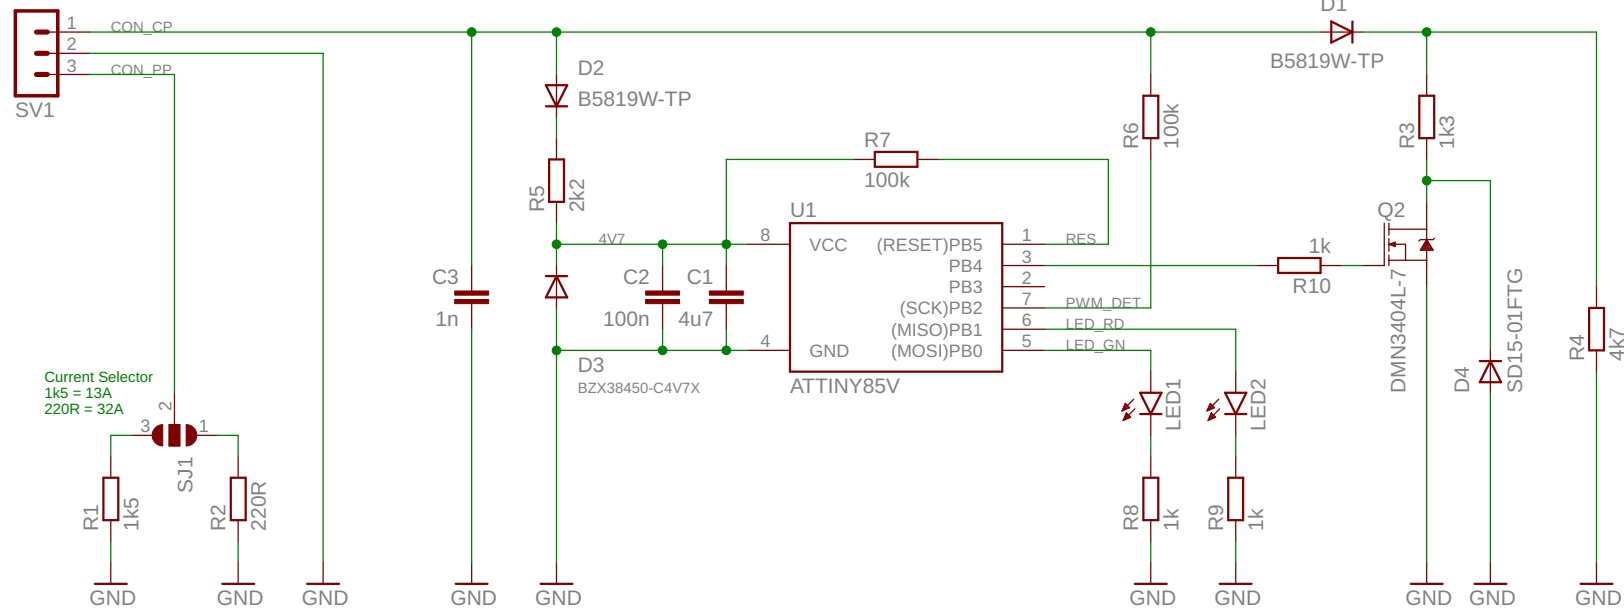 D1
1
CON_CP
2
3
CON_PP
SV1
D2
B5819W-TP
B5819W-TP
R6
100k
R3
1k3
R7
100k
R5
2k2
U1
Q2
4V7
8
VCC
(RESET)PB5
1
RES
PB4
3
1k
R10
PB3
2
(SCK)PB2
7
PWM_DET
(MISO)PB1
6
LED_RD
GND
4
(MOSI)PB0
5
LED_GN
C3
1n
C2
100n
C1
4u7
D3
BZX38450-C4V7X
ATTINY85V
DMN3404L-7
D4
SD15-01FTG
R4
4k7
Current Selector
1k5 = 13A
220R = 32A
2
3
1
SJ1
LED1
LED2
R1
1k5
R2
220R
R8
1k
R9
1k
GND
GND
GND
GND
GND
GND
GND
GND
GND
GND